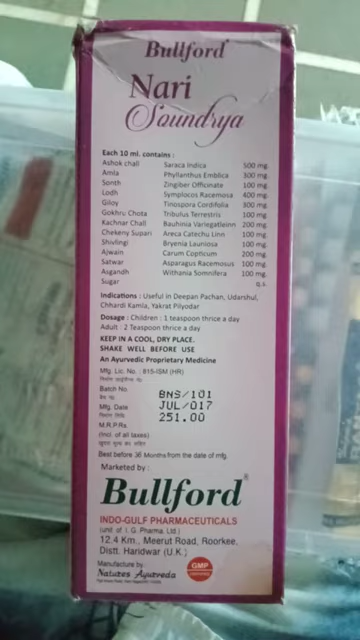 Bullford
Nari
Soundrya
Each 10 ml. contains :
Ashok chall Saraca Indica 500 mg.
Amla Phyllanthus Emblica 300 mg.
Sonth Zingiber Officinate 100 mg.
Lodh Symplocos Racemosa 400 mg.
Giloy Tinospora Cordifolia 300 mg.
Gokhru Chota Tribulus Terrestris 100 mg.
Kachnar Chall Bauhinia Variegatleinn 200 mg.
Chekeny Supari Areca Catechu Linn 100 mg.
Shivlingi Bryenia Launiosa 100 mg.
Ajwain Carum Copticum 200 mg.
Satwar Asparagus Racemosus 100 mg.
Asgandh Withania Somnifera 100 mg.
Sugar q.s.
Indications : Useful in Deepan Pachan, Udarshul,
Chhardi Kamla, Yakrat Pliyodar
Dosage : Children : 1 teaspoon thrice a day
Adult : 2 Teaspoon thrice a day
KEEP IN A COOL, DRY PLACE.
SHAKE WELL BEFORE USE
An Ayurvedic Proprietary Medicine
Mfg. Lic. No. : 815-ISM (HR)
Batch No. BNS/101
Mfg. Date JUL/017
M.R.P.Rs. 251.00
(Incl. of all taxes)
Best before 36 Months from the date of mfg.
Marketed by :
Bullford®
INDO-GULF PHARMACEUTICALS
(unit of I. G. Pharma. Ltd.)
12.4 Km., Meerut Road, Roorkee,
Distt. Haridwar (U.K.)
Manufacture by:
Natures Ayurveda
GMP